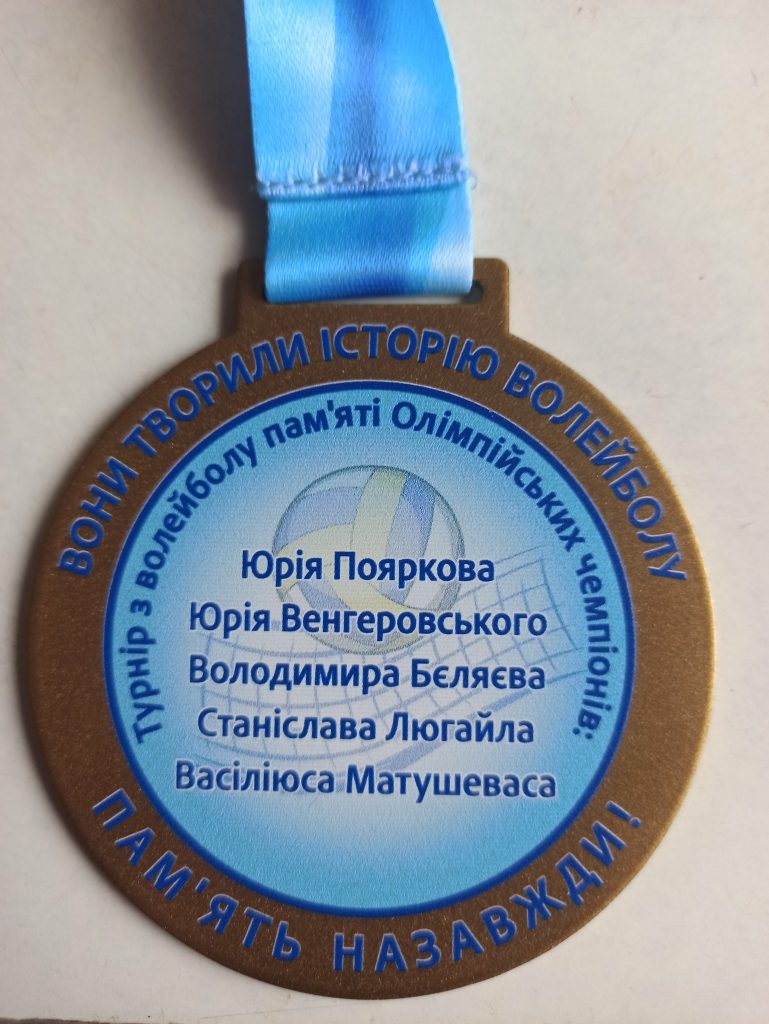 ВОНИ ТВОРИЛИ ІСТОРІЮ ВОЛЕЙБОЛУ
Турнір з волейболу пам'яті Олімпійських чемпіонів:
Юрія Пояркова
Юрія Венгеровського
Володимира Бєляєва
Станіслава Люгайла
Васіліюса Матушеваса
ПАМ'ЯТЬ НАЗАВЖДИ!